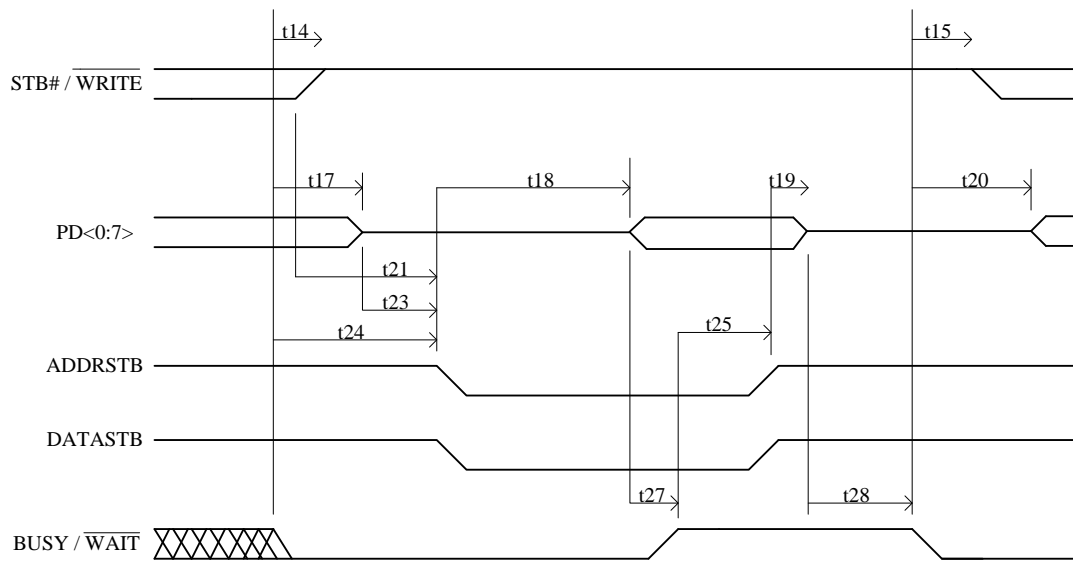 t14 t15
STB# / WRITE
t17 t18 t19 t20
PD<0:7>
t21
t23
t24 t25
ADDRSTB
DATASTB
t27 t28
BUSY / WAIT